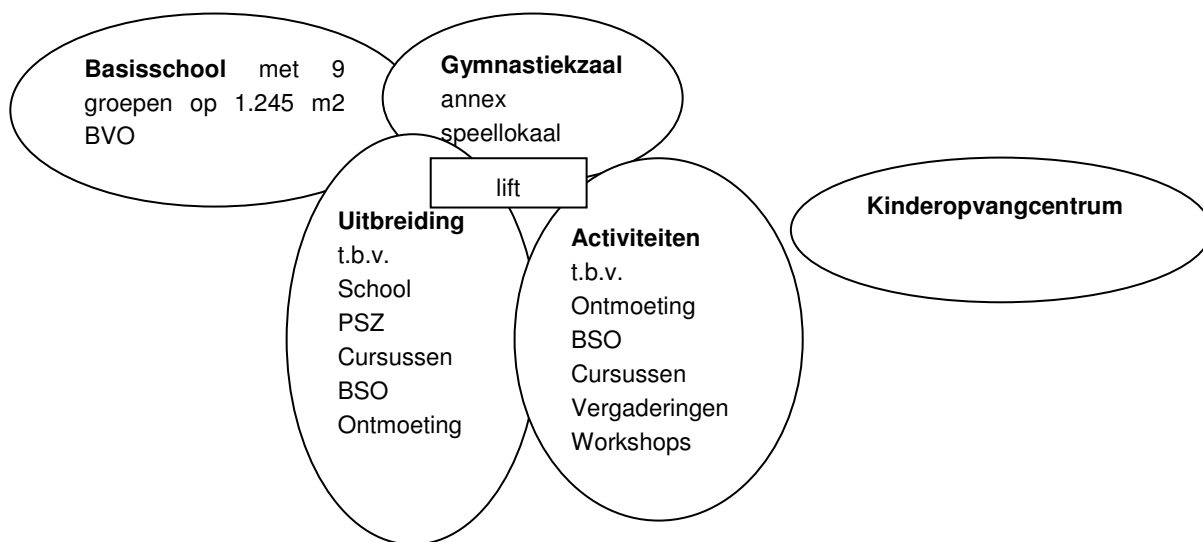 Basisschool met 9
groepen op 1.245 m2
BVO
Gymnastiekzaal
annex
speellokaal
lift
Uitbreiding
t.b.v.
School
PSZ
Cursussen
BSO
Ontmoeting
Activiteiten
t.b.v.
Ontmoeting
BSO
Cursussen
Vergaderingen
Workshops
Kinderopvangcentrum